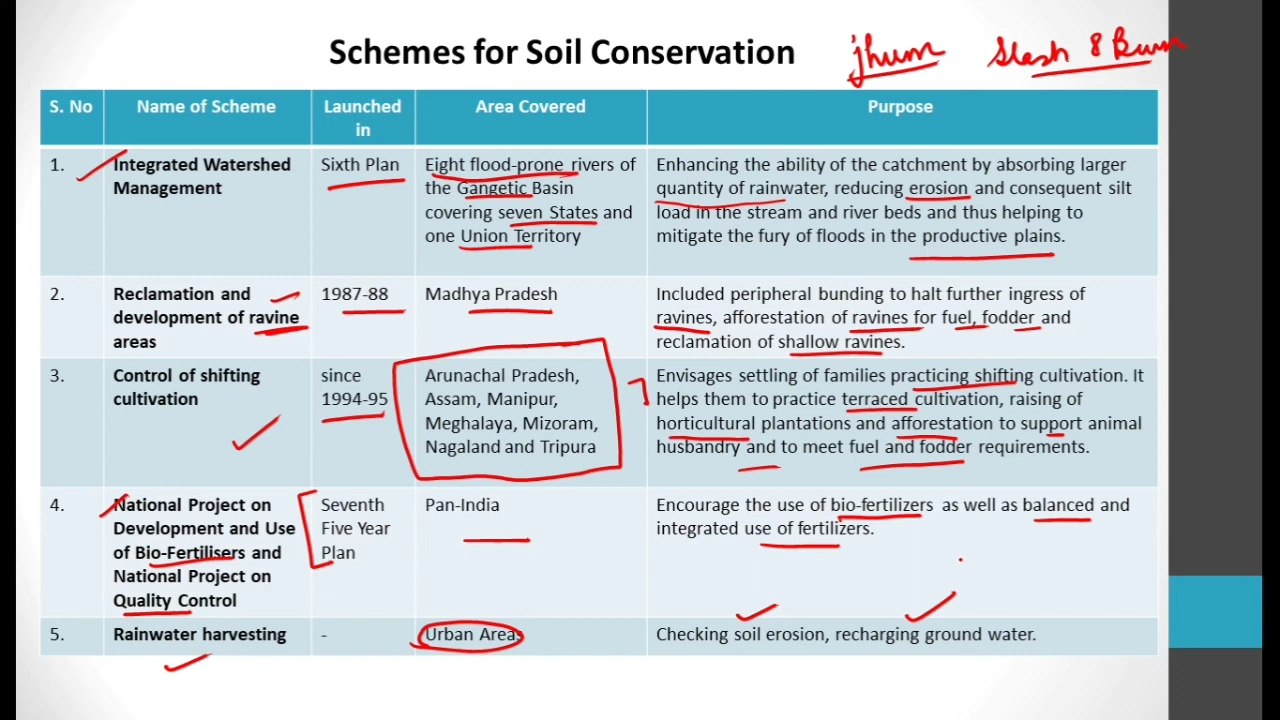 Schemes for Soil Conservation
jhum
Slash & Burn
S. No
Name of Scheme
Launched
in
Area Covered
Purpose
1.
Integrated Watershed
Management
Sixth Plan
Eight flood-prone rivers of
the Gangetic Basin
covering seven States and
one Union Territory
Enhancing the ability of the catchment by absorbing larger
quantity of rainwater, reducing erosion and consequent silt
load in the stream and river beds and thus helping to
mitigate the fury of floods in the productive plains.
2.
Reclamation and
development of ravine
areas
1987-88
Madhya Pradesh
Included peripheral bunding to halt further ingress of
ravines, afforestation of ravines for fuel, fodder and
reclamation of shallow ravines.
3.
Control of shifting
cultivation
since
1994-95
Arunachal Pradesh,
Assam, Manipur,
Meghalaya, Mizoram,
Nagaland and Tripura
Envisages settling of families practicing shifting cultivation. It
helps them to practice terraced cultivation, raising of
horticultural plantations and afforestation to support animal
husbandry and to meet fuel and fodder requirements.
4.
National Project on
Development and Use
of Bio-Fertilisers and
National Project on
Quality Control
Seventh
Five Year
Plan
Pan-India
Encourage the use of bio-fertilizers as well as balanced and
integrated use of fertilizers.
5.
Rainwater harvesting
-
Urban Areas
Checking soil erosion, recharging ground water.